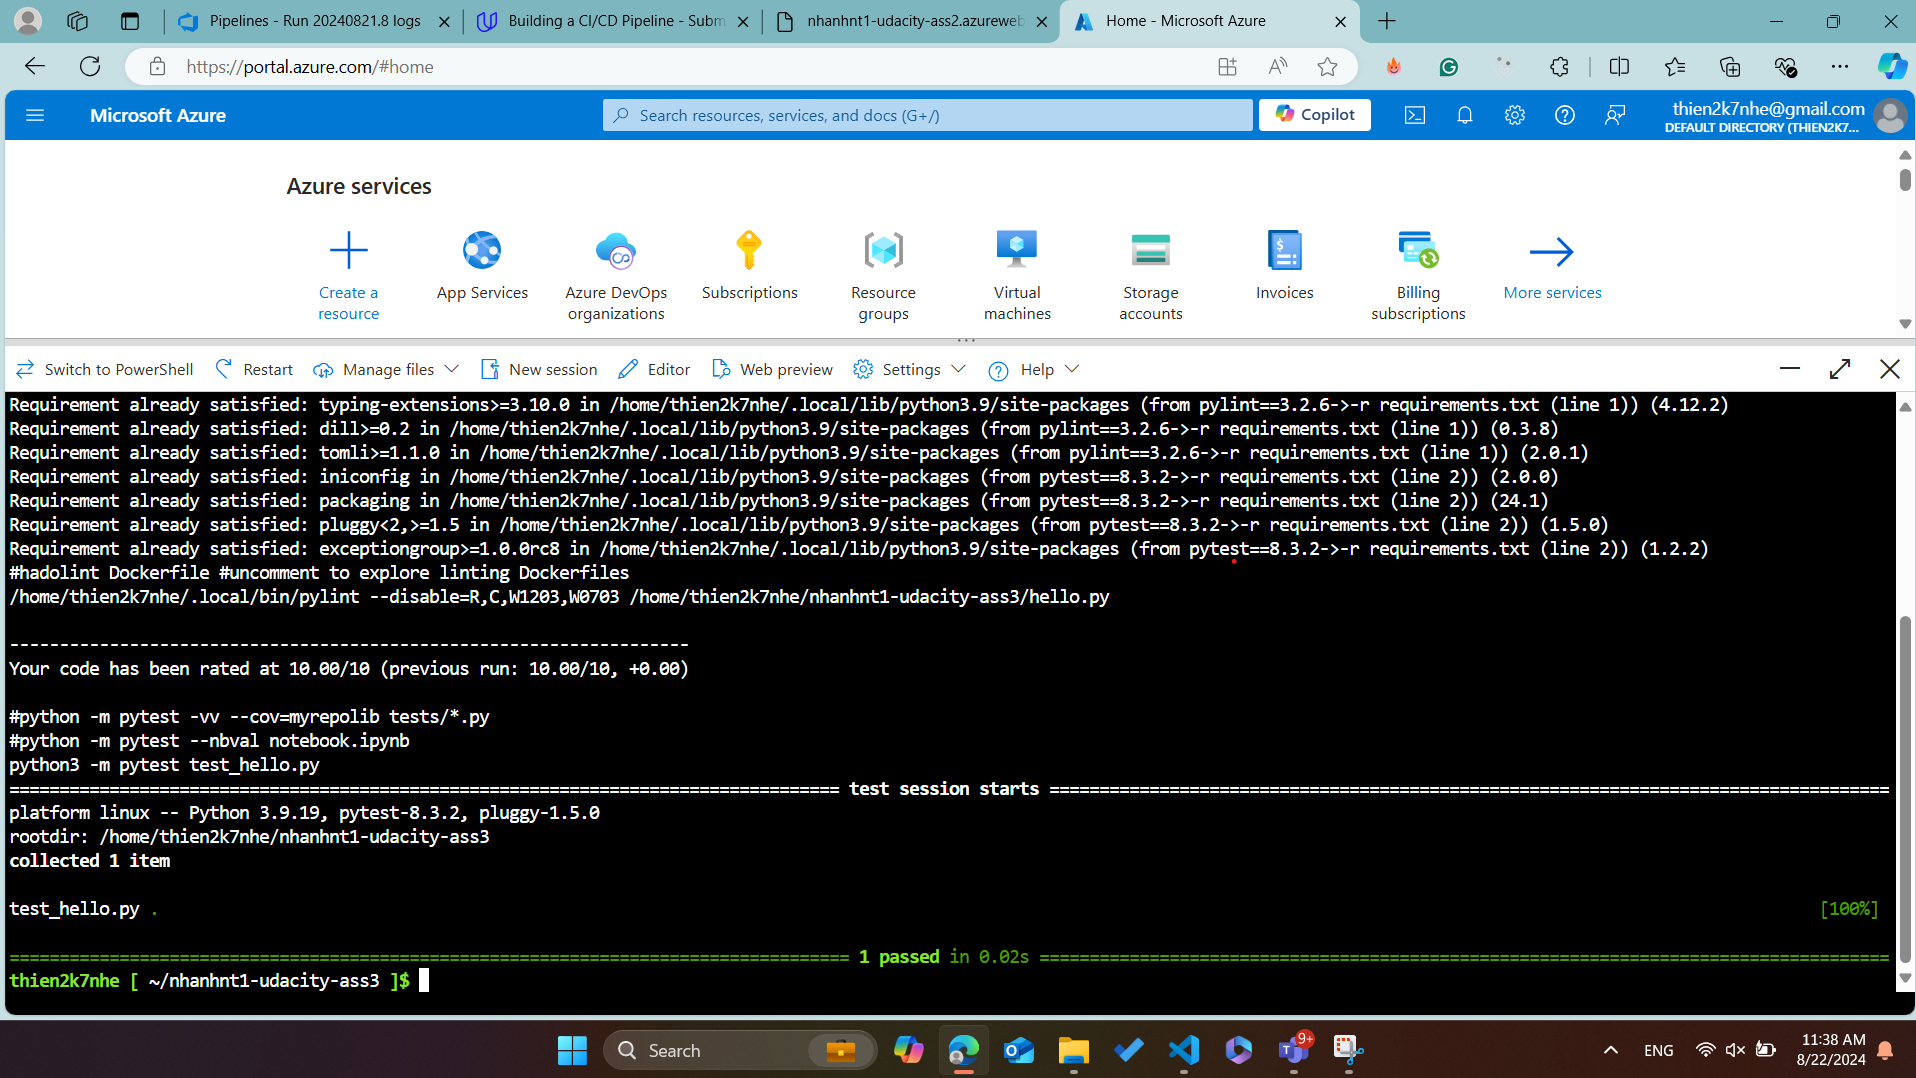 Pipelines - Run 20240821.8 logs
Building a CI/CD Pipeline - Subm
nhanhnt1-udacity-ass2.azureweb
Home - Microsoft Azure
https://portal.azure.com/#home
Microsoft Azure
Search resources, services, and docs (G+/)
Copilot
thien2k7nhe@gmail.com
DEFAULT DIRECTORY (THIEN2K7...
Azure services
Create a resource
App Services
Azure DevOps organizations
Subscriptions
Resource groups
Virtual machines
Storage accounts
Invoices
Billing subscriptions
More services
Switch to PowerShell
Restart
Manage files
New session
Editor
Web preview
Settings
Help
Requirement already satisfied: typing-extensions>=3.10.0 in /home/thien2k7nhe/.local/lib/python3.9/site-packages (from pylint==3.2.6->-r requirements.txt (line 1)) (4.12.2)
Requirement already satisfied: dill>=0.2 in /home/thien2k7nhe/.local/lib/python3.9/site-packages (from pylint==3.2.6->-r requirements.txt (line 1)) (0.3.8)
Requirement already satisfied: tomli>=1.1.0 in /home/thien2k7nhe/.local/lib/python3.9/site-packages (from pylint==3.2.6->-r requirements.txt (line 1)) (2.0.1)
Requirement already satisfied: iniconfig in /home/thien2k7nhe/.local/lib/python3.9/site-packages (from pytest==8.3.2->-r requirements.txt (line 2)) (2.0.0)
Requirement already satisfied: packaging in /home/thien2k7nhe/.local/lib/python3.9/site-packages (from pytest==8.3.2->-r requirements.txt (line 2)) (24.1)
Requirement already satisfied: pluggy<2,>=1.5 in /home/thien2k7nhe/.local/lib/python3.9/site-packages (from pytest==8.3.2->-r requirements.txt (line 2)) (1.5.0)
Requirement already satisfied: exceptiongroup>=1.0.0rc8 in /home/thien2k7nhe/.local/lib/python3.9/site-packages (from pytest==8.3.2->-r requirements.txt (line 2)) (1.2.2)
#hadolint Dockerfile #uncomment to explore linting Dockerfiles
/home/thien2k7nhe/.local/bin/pylint --disable=R,C,W1203,W0703 /home/thien2k7nhe/nhanhnt1-udacity-ass3/hello.py
--------------------------------------------------------------------
Your code has been rated at 10.00/10 (previous run: 10.00/10, +0.00)
#python -m pytest -vv --cov=myrepolib tests/*.py
#python -m pytest --nbval notebook.ipynb
python3 -m pytest test_hello.py
=================================================================================== test session starts ====================================================================================
platform linux -- Python 3.9.19, pytest-8.3.2, pluggy-1.5.0
rootdir: /home/thien2k7nhe/nhanhnt1-udacity-ass3
collected 1 item
test_hello.py . [100%]
==================================================================================== 1 passed in 0.02s =====================================================================================
thien2k7nhe [ ~/nhanhnt1-udacity-ass3 ]$
Search
9+
ENG
11:38 AM
8/22/2024